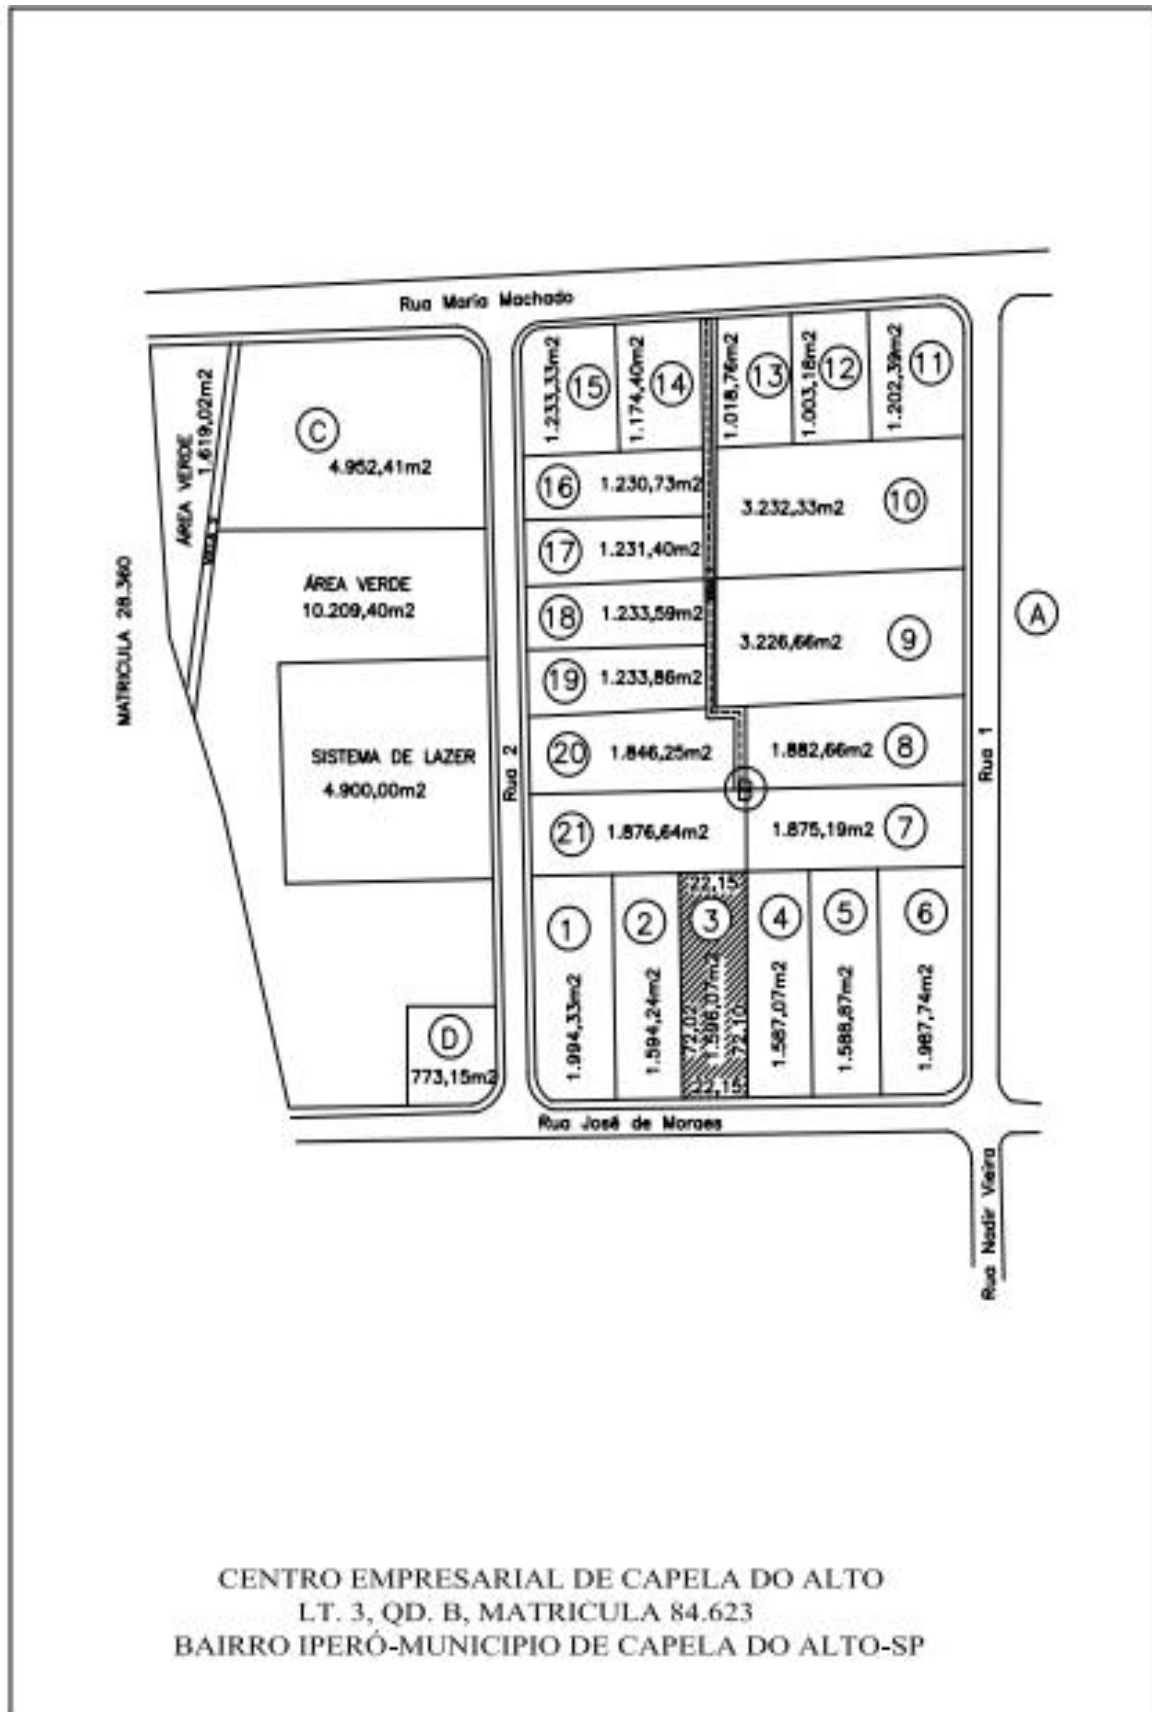 Rua Maria Machado
ÁREA VERDE
1.619,02m2
C
4.952,41m2
ÁREA VERDE
10.209,40m2
MATRICULA 28.360
SISTEMA DE LAZER
4.900,00m2
D
773,15m2
Rua 2
15
1.233,33m2
14
1.174,40m2
13
1.018,76m2
12
1.003,18m2
11
1.202,39m2
16 1.230,73m2
17 1.231,40m2
18 1.233,59m2
19 1.233,86m2
20 1.846,25m2
21 1.876,64m2
3.232,33m2 10
3.226,66m2 9
1.882,66m2 8
1.875,19m2 7
A
Rua 1
1
1.994,33m2
2
1.594,24m2
22,15
3
72,02
1.596,07m2
72,10
22,15
4
1.587,07m2
5
1.588,87m2
6
1.987,74m2
Rua José de Moraes
Rua Nadir Vieira
CENTRO EMPRESARIAL DE CAPELA DO ALTO
LT. 3, QD. B, MATRICULA 84.623
BAIRRO IPERÓ-MUNICIPIO DE CAPELA DO ALTO-SP